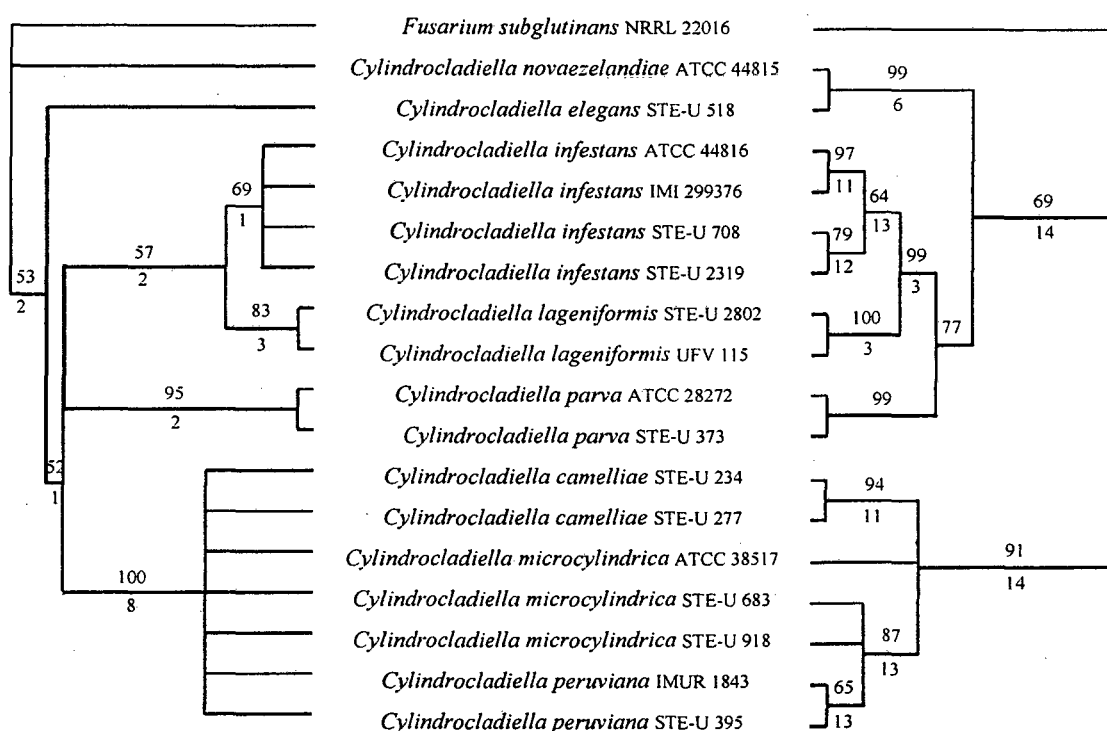 Fusarium subglutinans NRRL 22016
Cylindrocladiella novaezelandiae ATCC 44815
99
6
Cylindrocladiella elegans STE-U 518
Cylindrocladiella infestans ATCC 44816
97
11
69
1
Cylindrocladiella infestans IMI 299376
64
13
69
14
Cylindrocladiella infestans STE-U 708
79
12
57
2
99
3
Cylindrocladiella infestans STE-U 2319
53
2
83
3
Cylindrocladiella lageniformis STE-U 2802
100
3
77
Cylindrocladiella lageniformis UFV 115
95
2
Cylindrocladiella parva ATCC 28272
99
Cylindrocladiella parva STE-U 373
52
1
Cylindrocladiella camelliae STE-U 234
94
11
Cylindrocladiella camelliae STE-U 277
Cylindrocladiella microcylindrica ATCC 38517
91
14
100
8
Cylindrocladiella microcylindrica STE-U 683
Cylindrocladiella microcylindrica STE-U 918
87
13
Cylindrocladiella peruviana IMUR 1843
65
13
Cylindrocladiella peruviana STE-U 395